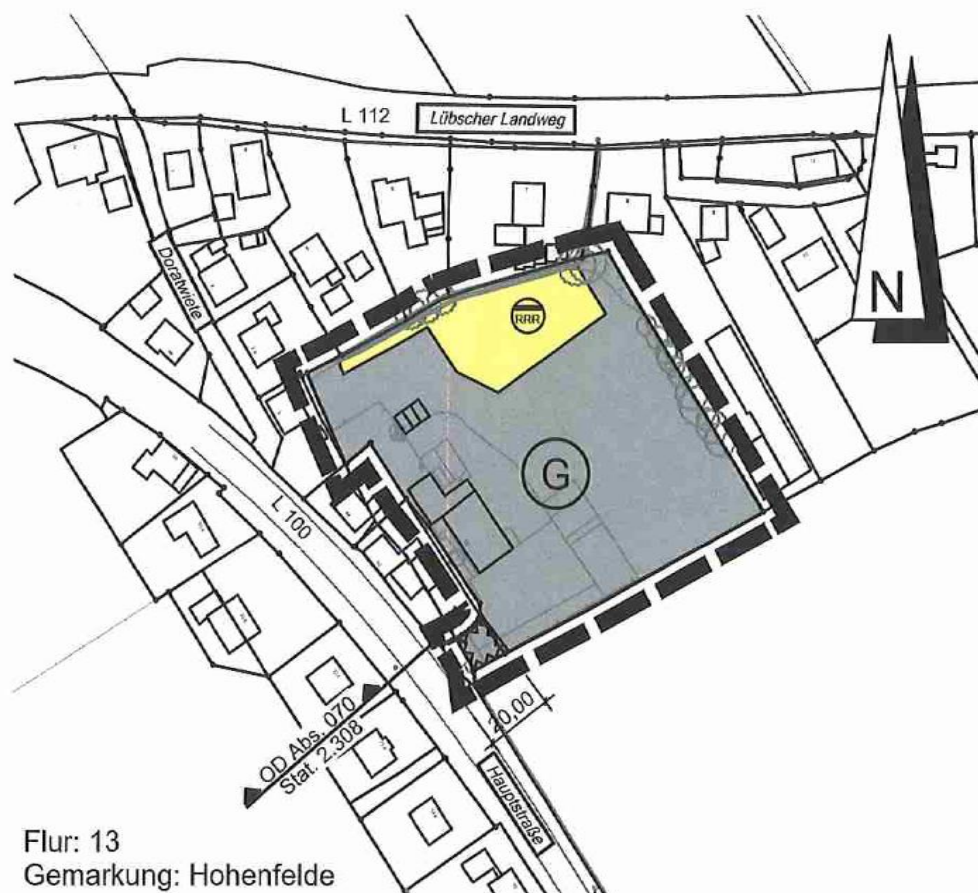 L 112
Lübscher Landweg
N
Doratwiete
RRR
G
L 100
OD Abs. 070
Stat. 2.308
20,00
Hauptstraße
Flur: 13
Gemarkung: Hohenfelde